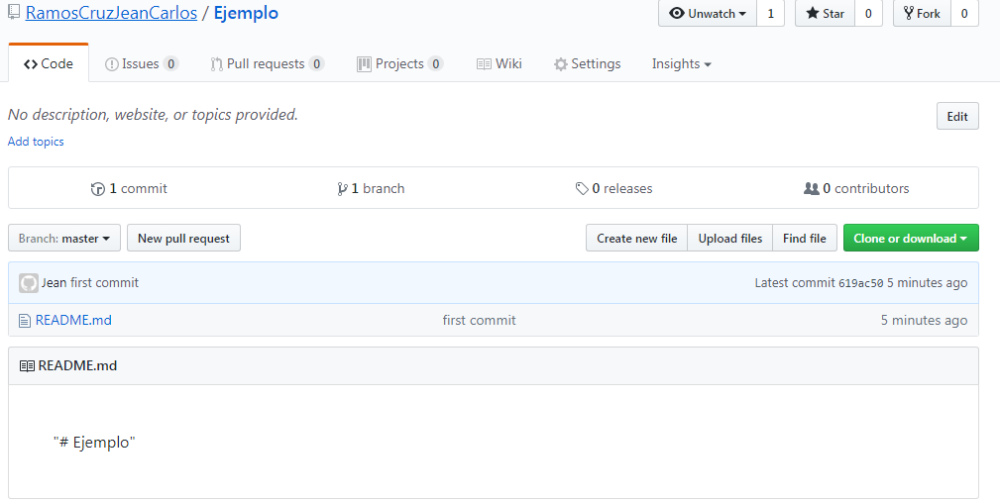 RamosCruzJeanCarlos / Ejemplo Unwatch 1 Star 0 Fork 0
Code Issues 0 Pull requests 0 Projects 0 Wiki Settings Insights
No description, website, or topics provided. Edit
Add topics
1 commit 1 branch 0 releases 0 contributors
Branch: master New pull request Create new file Upload files Find file Clone or download
Jean first commit Latest commit 619ac50 5 minutes ago
README.md first commit 5 minutes ago
README.md
"# Ejemplo"